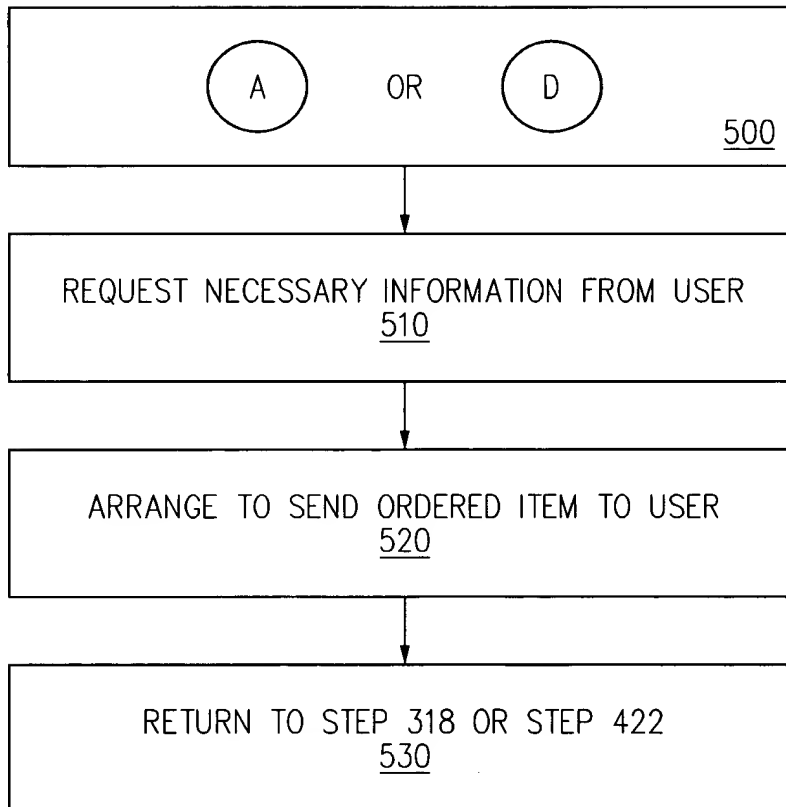 A OR D
500
REQUEST NECESSARY INFORMATION FROM USER
510
ARRANGE TO SEND ORDERED ITEM TO USER
520
RETURN TO STEP 318 OR STEP 422
530